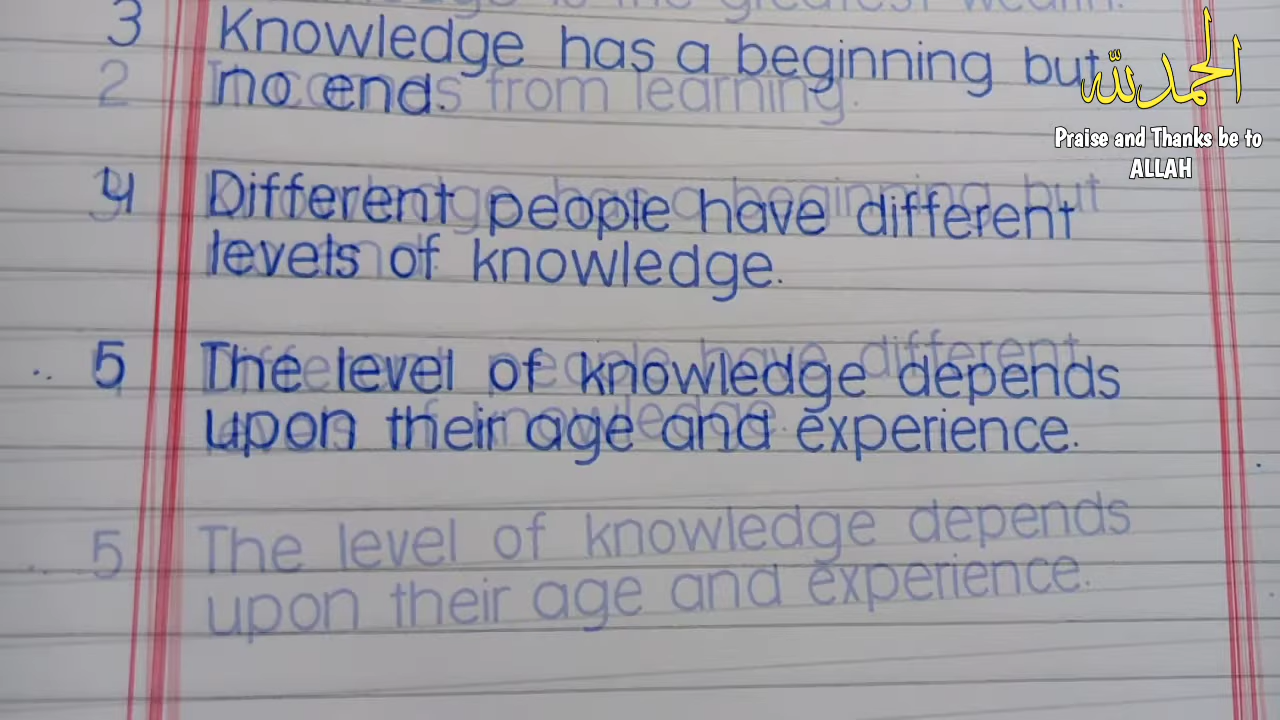 3 Knowledge has a beginning but
no end.
4 Different people have different
levels of knowledge.
5 The level of knowledge depends
upon their age and experience.
5 The level of knowledge depends
upon their age and experience.
الحمدلله
Praise and Thanks be to
ALLAH